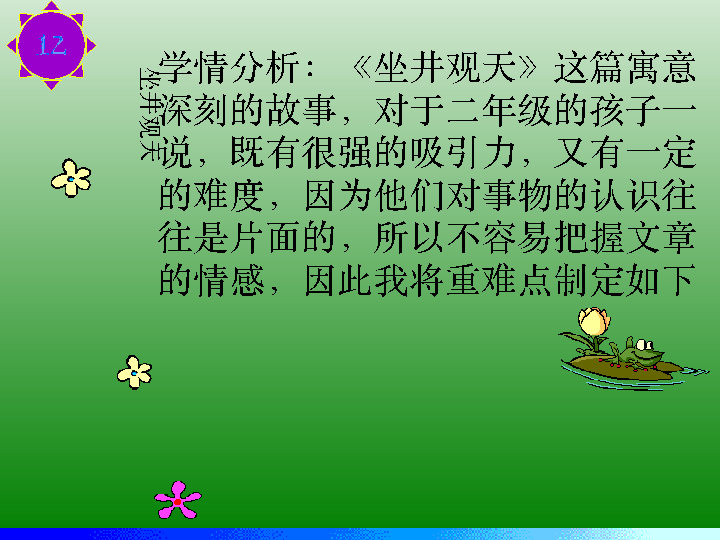 12
坐井观天
学情分析：《坐井观天》这篇寓意
深刻的故事，对于二年级的孩子一
说，既有很强的吸引力，又有一定
的难度，因为他们对事物的认识往
往是片面的，所以不容易把握文章
的情感，因此我将重难点制定如下